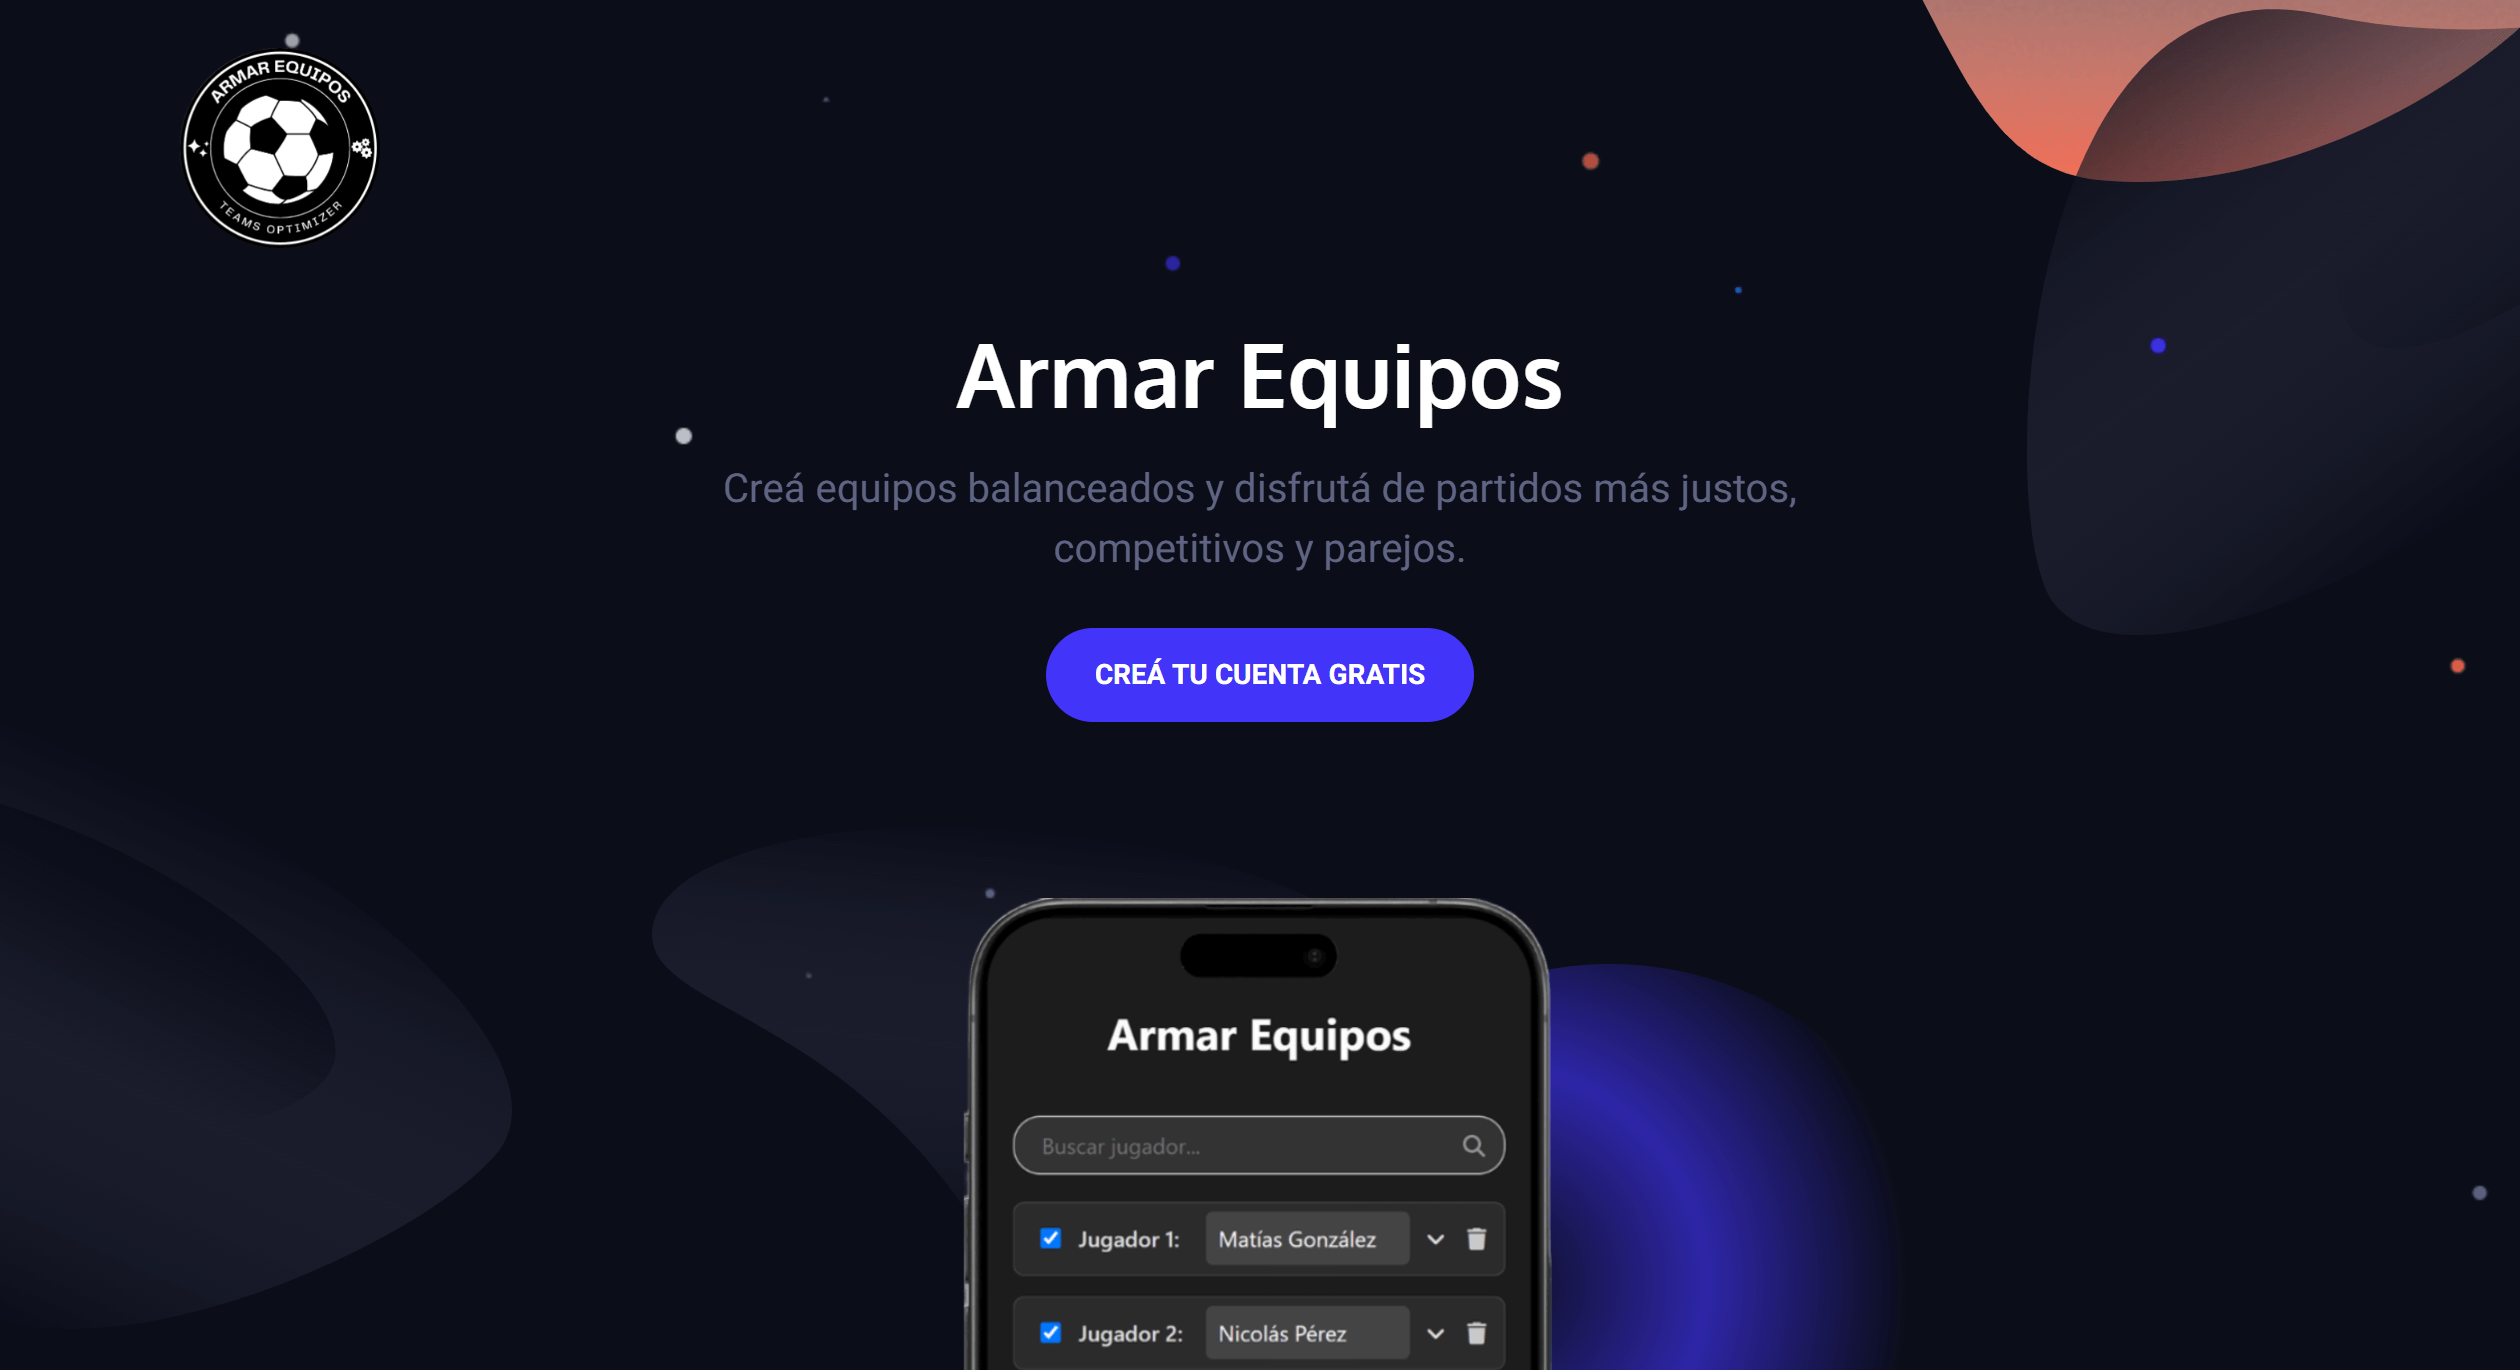 ARMAR EQUIPOS
TEAMS OPTIMIZER
Armar Equipos
Creá equipos balanceados y disfrutá de partidos más justos,
competitivos y parejos.
CREÁ TU CUENTA GRATIS
Armar Equipos
Buscar jugador...
Jugador 1: Matías González
Jugador 2: Nicolás Pérez